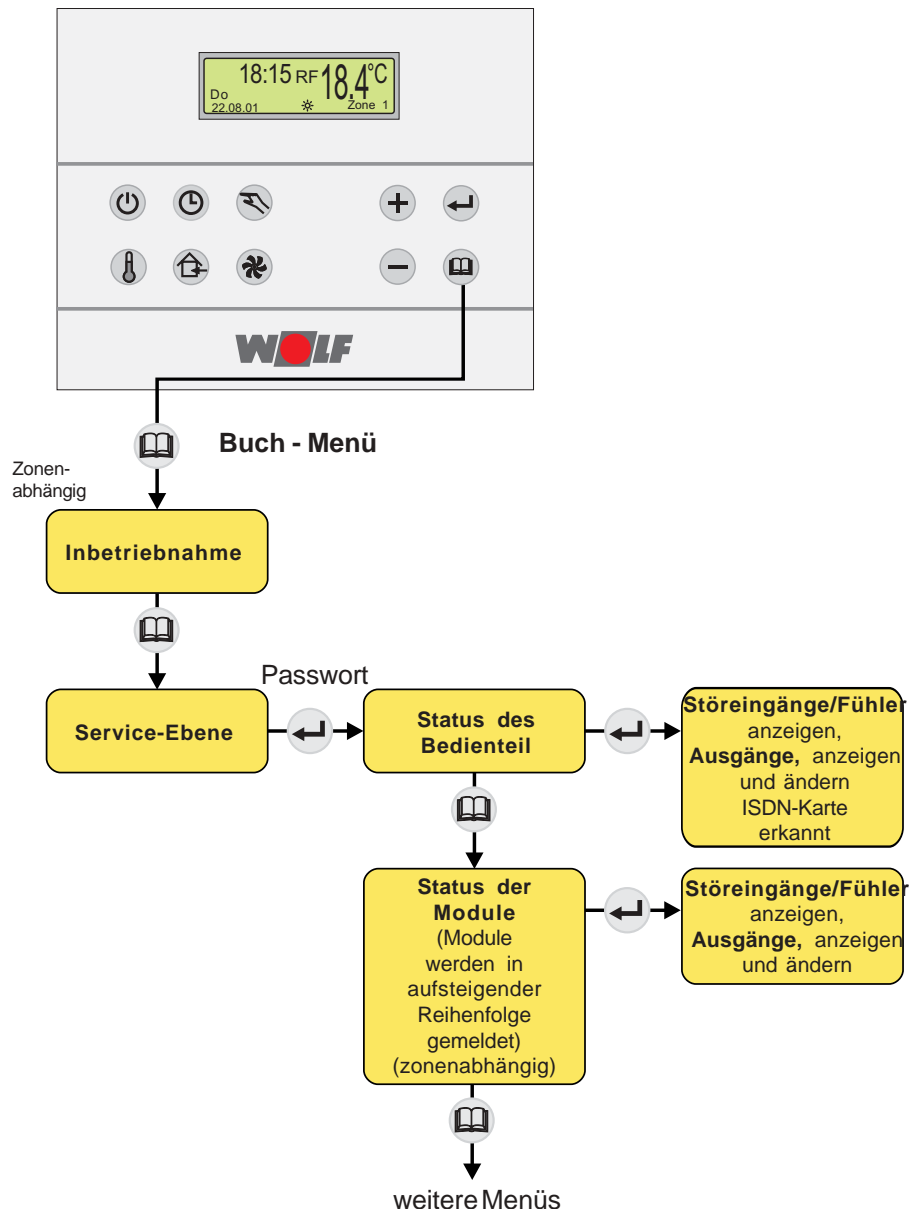 18:15 RF 18.4°C
Do
22.08.01 Zone 1
WOLF
Buch - Menü
Zonen-
abhängig
Inbetriebnahme
Passwort
Service-Ebene
Status des
Bedienteil
Störeingänge/Fühler
anzeigen,
Ausgänge, anzeigen
und ändern
ISDN-Karte
erkannt
Status der
Module
(Module
werden in
aufsteigender
Reihenfolge
gemeldet)
(zonenabhängig)
Störeingänge/Fühler
anzeigen,
Ausgänge, anzeigen
und ändern
weitere Menüs